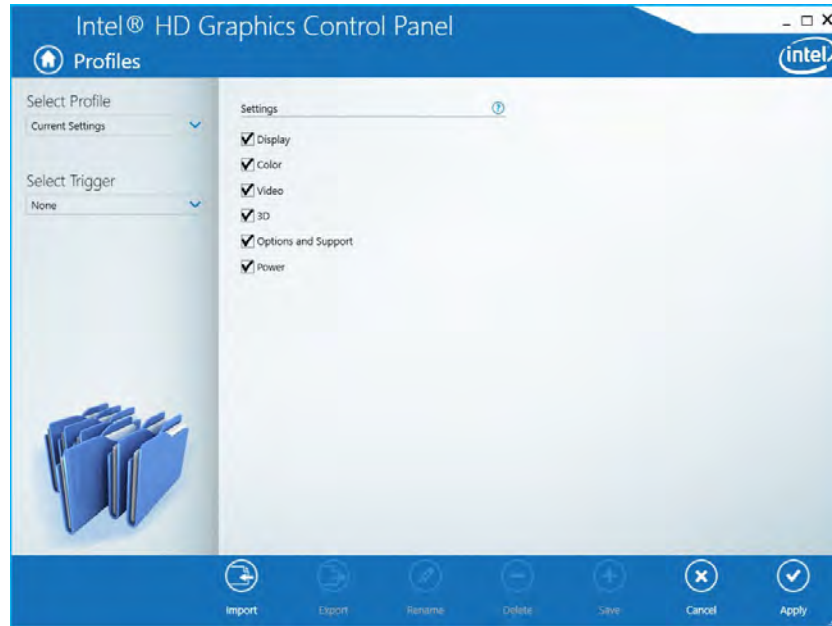 Intel® HD Graphics Control Panel
Profiles
intel
Select Profile
Current Settings
Select Trigger
None
Settings
?
Display
Color
Video
3D
Options and Support
Power
Import
Export
Rename
Delete
Save
Cancel
Apply